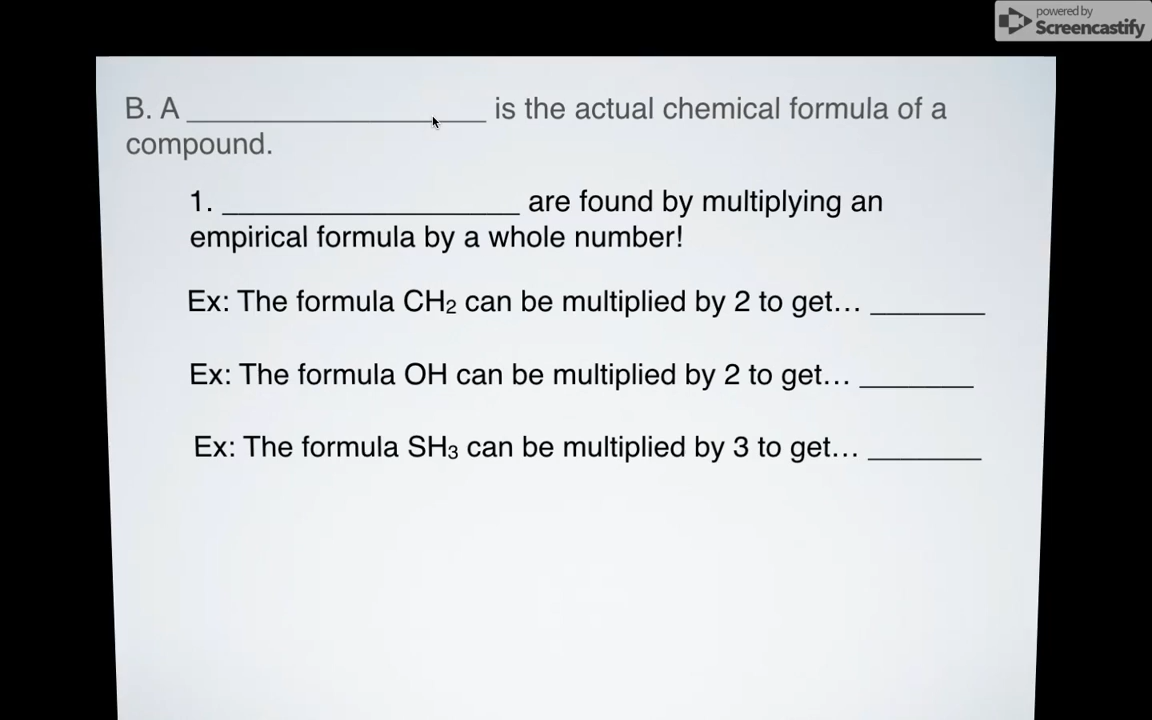 powered by
Screencastify
B. A __________________ is the actual chemical formula of a
compound.
1. __________________ are found by multiplying an
empirical formula by a whole number!
Ex: The formula CH₂ can be multiplied by 2 to get… _______
Ex: The formula OH can be multiplied by 2 to get… _______
Ex: The formula SH₃ can be multiplied by 3 to get… _______